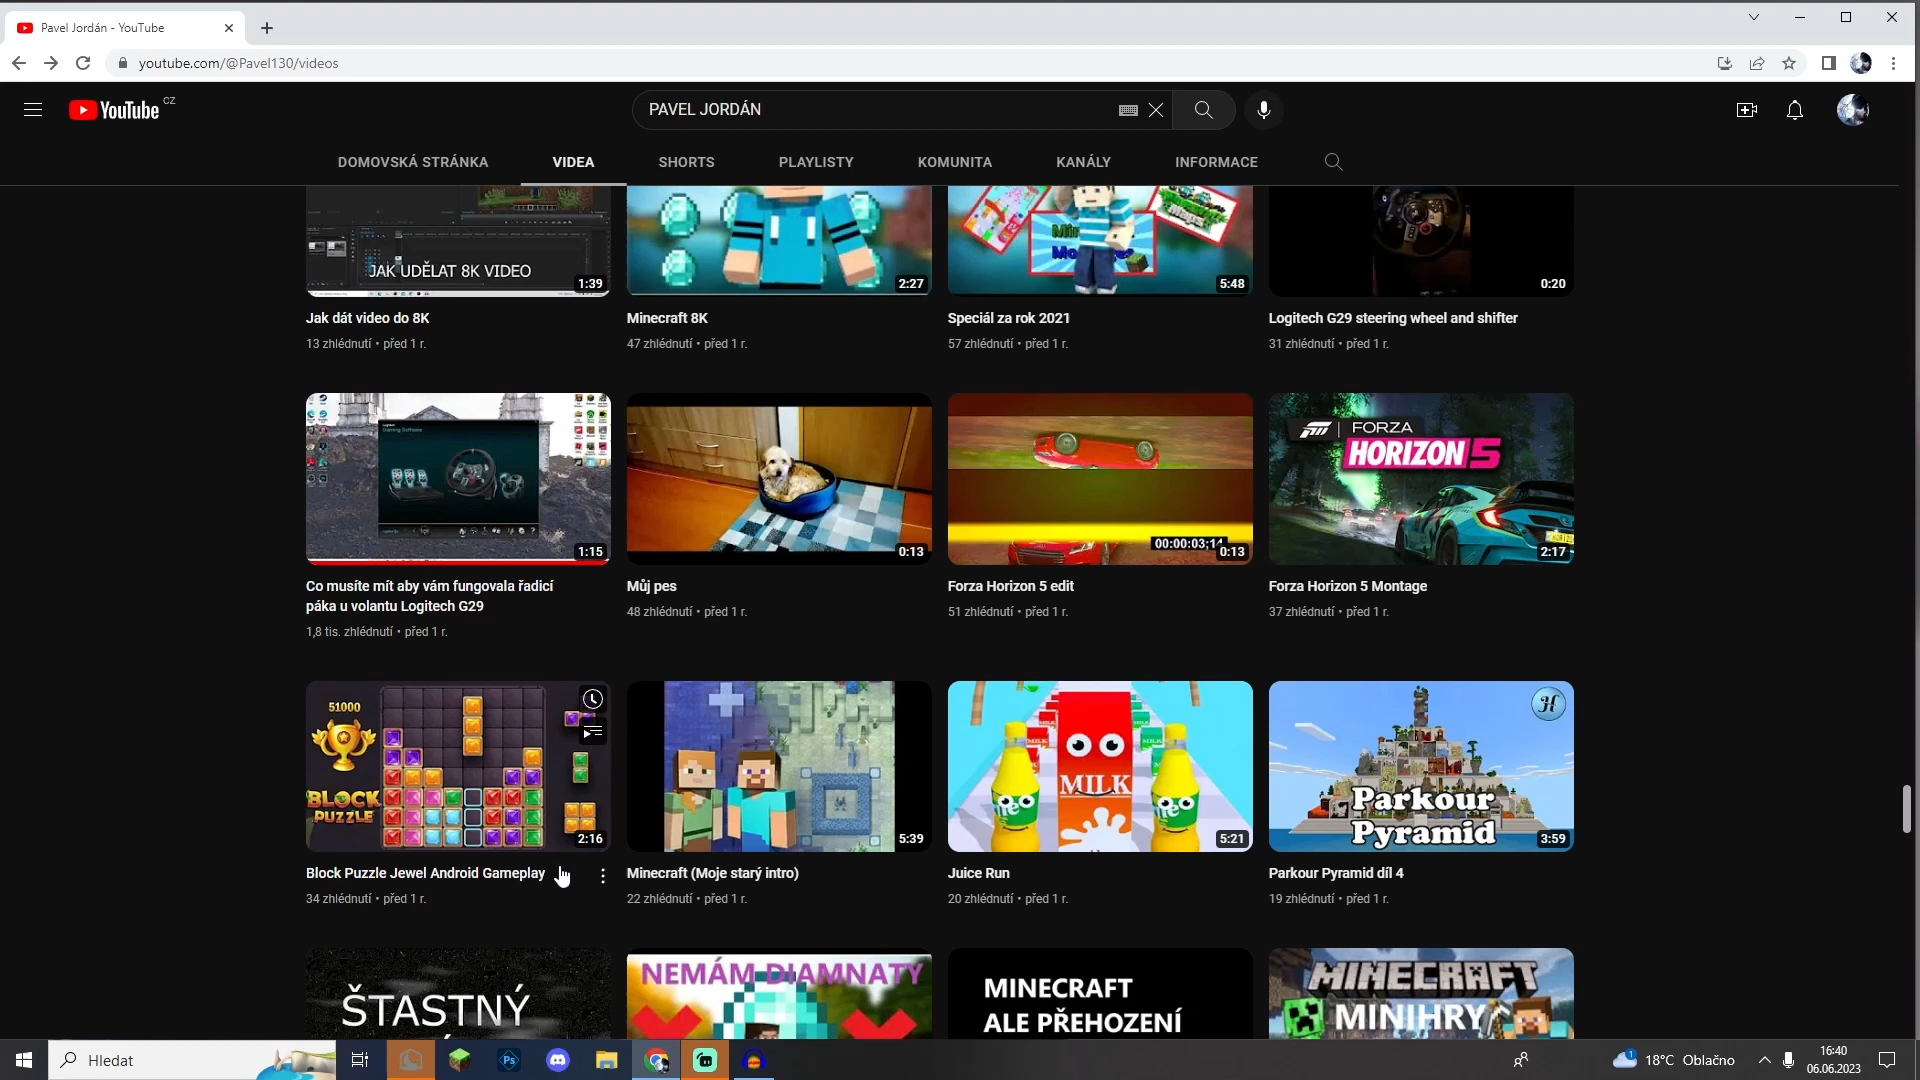 Pavel Jordán - YouTube
youtube.com/@Pavel130/videos
YouTube CZ
PAVEL JORDÁN
DOMOVSKÁ STRÁNKA
VIDEA
SHORTS
PLAYLISTY
KOMUNITA
KANÁLY
INFORMACE
JAK UDĚLAT 8K VIDEO
1:39
2:27
5:48
0:20
Jak dát video do 8K
13 zhlédnutí • před 1 r.
Minecraft 8K
47 zhlédnutí • před 1 r.
Speciál za rok 2021
57 zhlédnutí • před 1 r.
Logitech G29 steering wheel and shifter
31 zhlédnutí • před 1 r.
1:15
0:13
00:00:03;14
0:13
FORZA
HORIZON 5
2:17
Co musíte mít aby vám fungovala řadicí
páka u volantu Logitech G29
1,8 tis. zhlédnutí • před 1 r.
Můj pes
48 zhlédnutí • před 1 r.
Forza Horizon 5 edit
51 zhlédnutí • před 1 r.
Forza Horizon 5 Montage
37 zhlédnutí • před 1 r.
51000
BLOCK
PUZZLE
2:16
5:39
MILK
5:21
H
Parkour
Pyramid
3:59
Block Puzzle Jewel Android Gameplay
34 zhlédnutí • před 1 r.
Minecraft (Moje starý intro)
22 zhlédnutí • před 1 r.
Juice Run
20 zhlédnutí • před 1 r.
Parkour Pyramid díl 4
19 zhlédnutí • před 1 r.
ŠTASTNÝ
NEMÁM DIAMNATY
MINECRAFT
ALE PŘEHOZENÍ
MINECRAFT
MINIHRY
Hledat
Ps
1
18°C Oblačno
16:40
06.06.2023